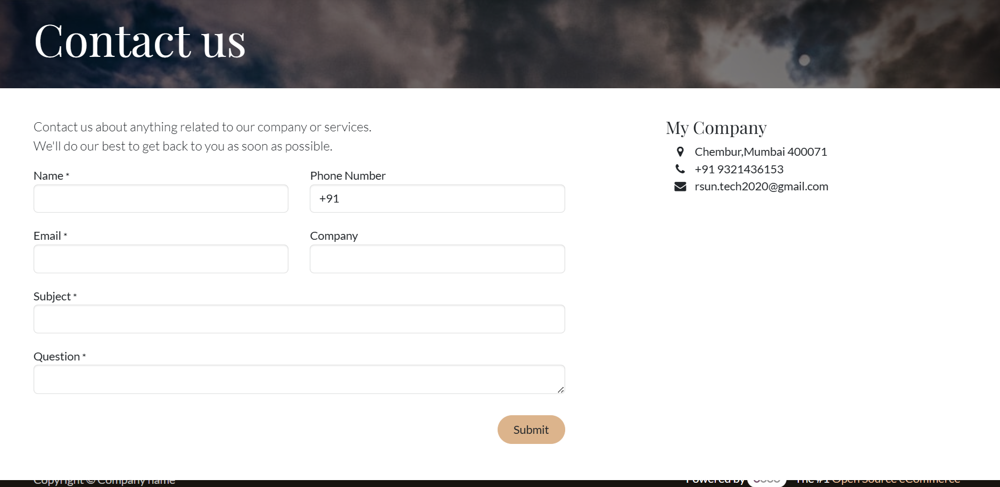 Contact us
Contact us about anything related to our company or services.
We'll do our best to get back to you as soon as possible.
Name *
Phone Number
+91
Email *
Company
Subject *
Question *
Submit
My Company
Chembur,Mumbai 400071
+91 9321436153
rsun.tech2020@gmail.com
Copyright © Company name
Powered by odoo - The #1 Open Source eCommerce